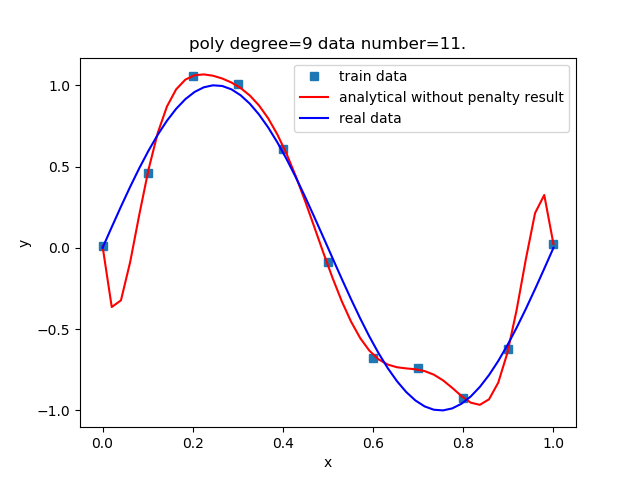 poly degree=9 data number=11.
train data
analytical without penalty result
real data
1.0
0.5
0.0
−0.5
−1.0
y
0.0 0.2 0.4 0.6 0.8 1.0
x